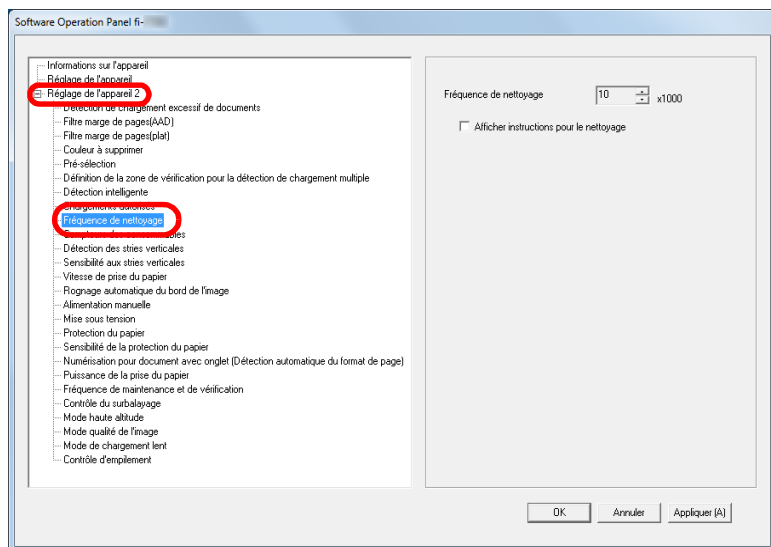 Software Operation Panel fi-
Informations sur l'appareil
Réglage de l'appareil
Réglage de l'appareil 2
Détection de chargement excessif de documents
Filtre marge de pages(AAD)
Filtre marge de pages(plat)
Couleur à supprimer
Pré-sélection
Définition de la zone de vérification pour la détection de chargement multiple
Détection intelligente
Chargements autorisés
Fréquence de nettoyage
Compteurs des consommables
Détection des stries verticales
Sensibilité aux stries verticales
Vitesse de prise du papier
Rognage automatique du bord de l'image
Alimentation manuelle
Mise sous tension
Protection du papier
Sensibilité de la protection du papier
Numérisation pour document avec onglet (Détection automatique du format de page)
Puissance de la prise du papier
Fréquence de maintenance et de vérification
Contrôle du surbalayage
Mode haute altitude
Mode qualité de l'image
Mode de chargement lent
Contrôle d'empilement
Fréquence de nettoyage 10 x1000
Afficher instructions pour le nettoyage
OK Annuler Appliquer (A)